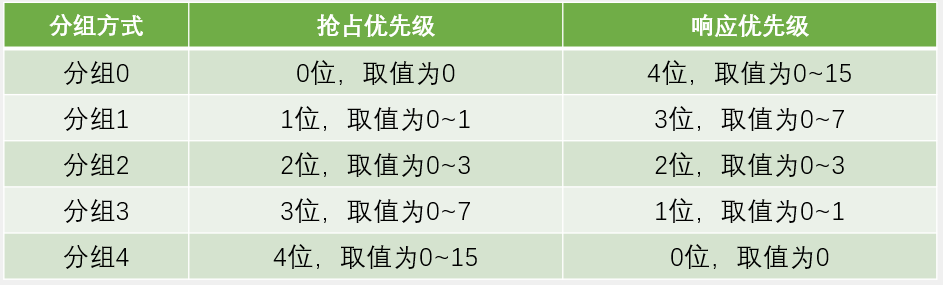 分组方式 抢占优先级 响应优先级
分组0 0位，取值为0 4位，取值为0~15
分组1 1位，取值为0~1 3位，取值为0~7
分组2 2位，取值为0~3 2位，取值为0~3
分组3 3位，取值为0~7 1位，取值为0~1
分组4 4位，取值为0~15 0位，取值为0